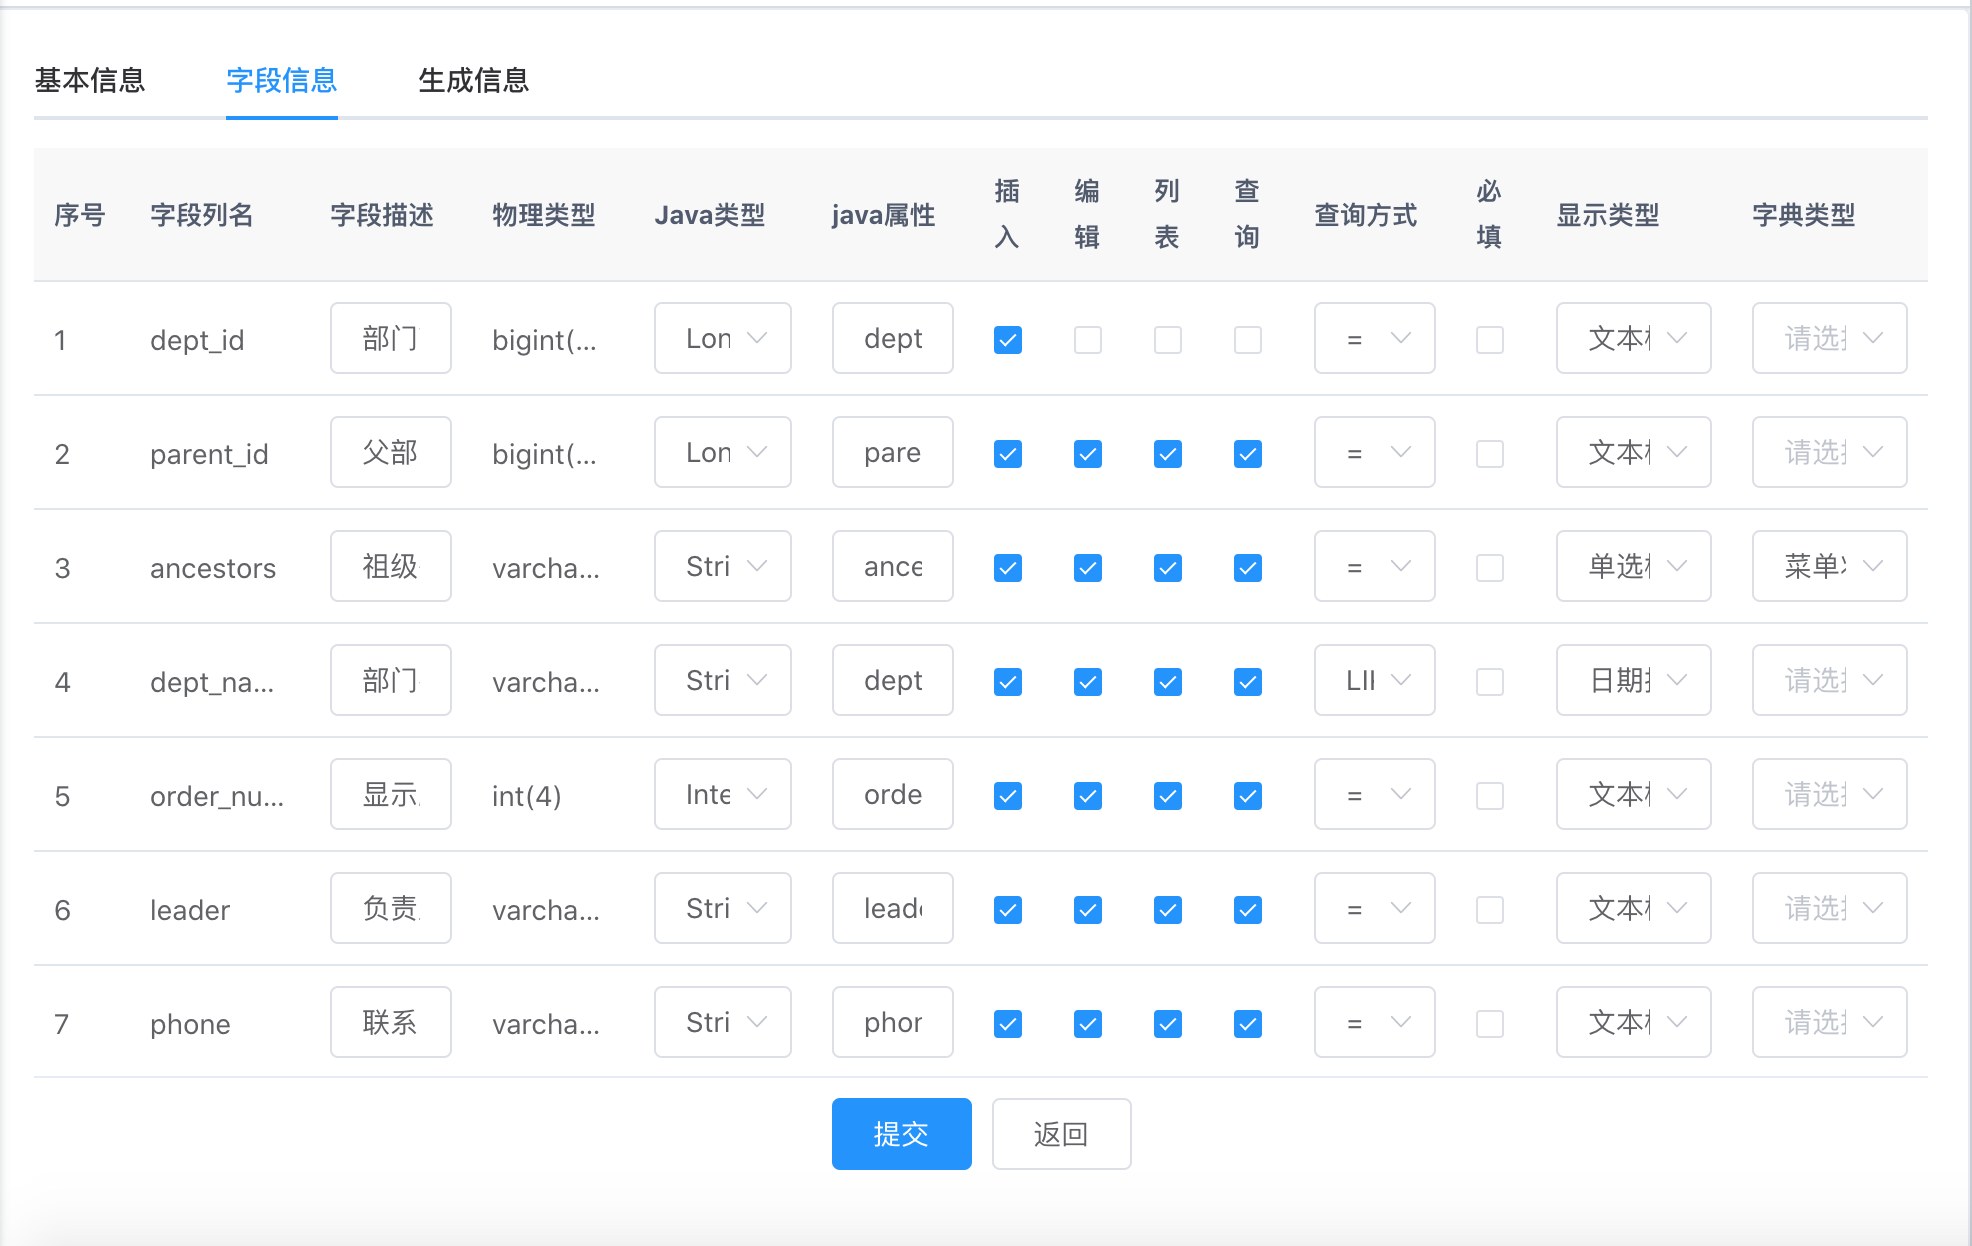 基本信息 字段信息 生成信息
序号 字段列名 字段描述 物理类型 Java类型 java属性 插入 编辑 列表 查询 查询方式 必填 显示类型 字典类型
1 dept_id 部门 bigint(... Lon dept = 文本 请选
2 parent_id 父部 bigint(... Lon pare = 文本 请选
3 ancestors 祖级 varcha... Stri ance = 单选 菜单
4 dept_na... 部门 varcha... Stri dept LI 日期 请选
5 order_nu... 显示 int(4) Inte orde = 文本 请选
6 leader 负责 varcha... Stri lead = 文本 请选
7 phone 联系 varcha... Stri phor = 文本 请选
提交 返回